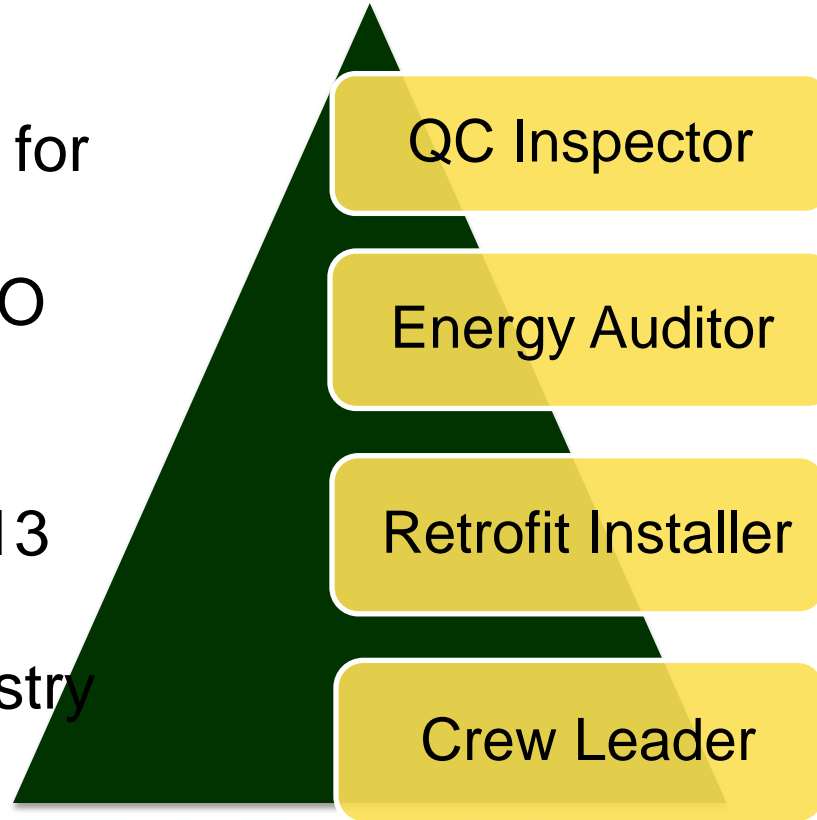 for
O
13
stry
QC Inspector
Energy Auditor
Retrofit Installer
Crew Leader